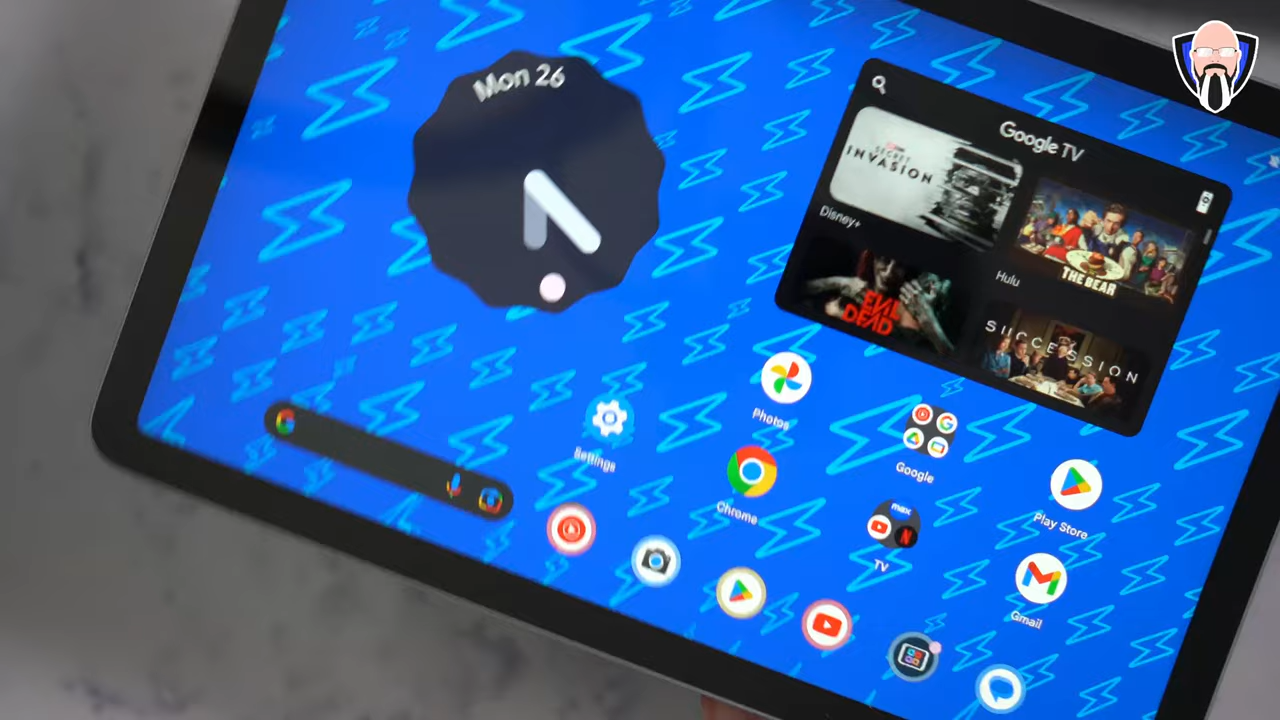 Mon 26
Google TV
SECRET
INVASION
Disney+
THE BEAR
Hulu
EVIL
DEAD
SUCCESSION
Photos
Settings
Google
Chrome
Play Store
max
TV
Gmail